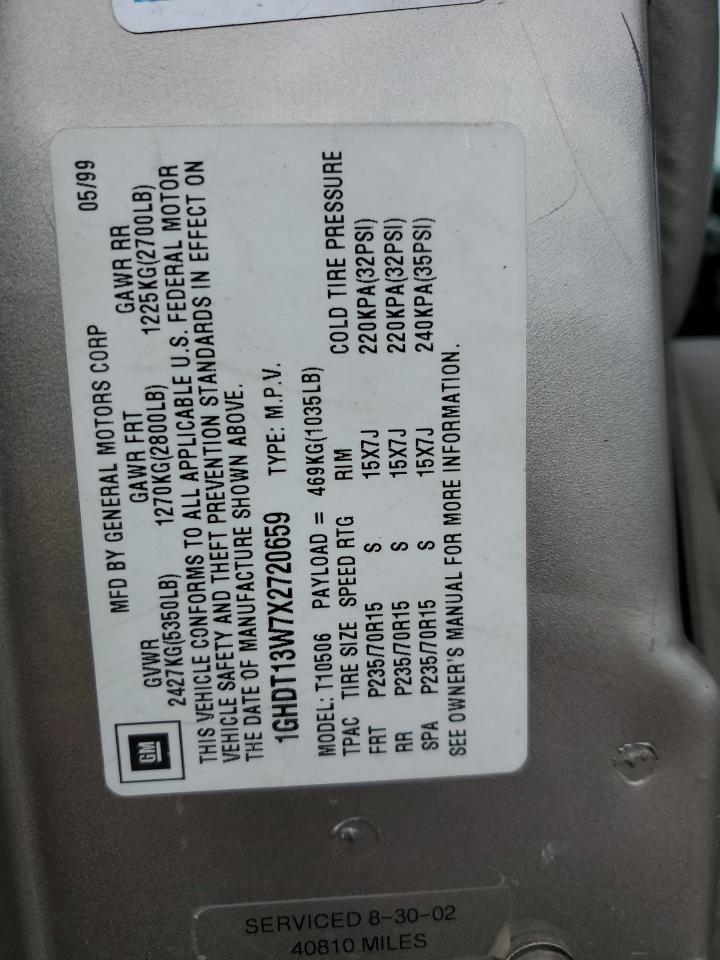 MFD BY GENERAL MOTORS CORP 05/99
GVWR GAWR FRT GAWR RR
2427KG(5350LB) 1270KG(2800LB) 1225KG(2700LB)
THIS VEHICLE CONFORMS TO ALL APPLICABLE U.S. FEDERAL MOTOR
VEHICLE SAFETY AND THEFT PREVENTION STANDARDS IN EFFECT ON
THE DATE OF MANUFACTURE SHOWN ABOVE.
1GHDT13W7X2720659 TYPE: M.P.V.
MODEL: T10506 PAYLOAD = 469KG(1035LB)
TPAC TIRE SIZE SPEED RTG RIM COLD TIRE PRESSURE
FRT P235/70R15 S 15X7J 220KPA(32PSI)
RR P235/70R15 S 15X7J 220KPA(32PSI)
SPA P235/70R15 S 15X7J 240KPA(35PSI)
SEE OWNER'S MANUAL FOR MORE INFORMATION.
GM
SERVICED 8-30-02
40810 MILES